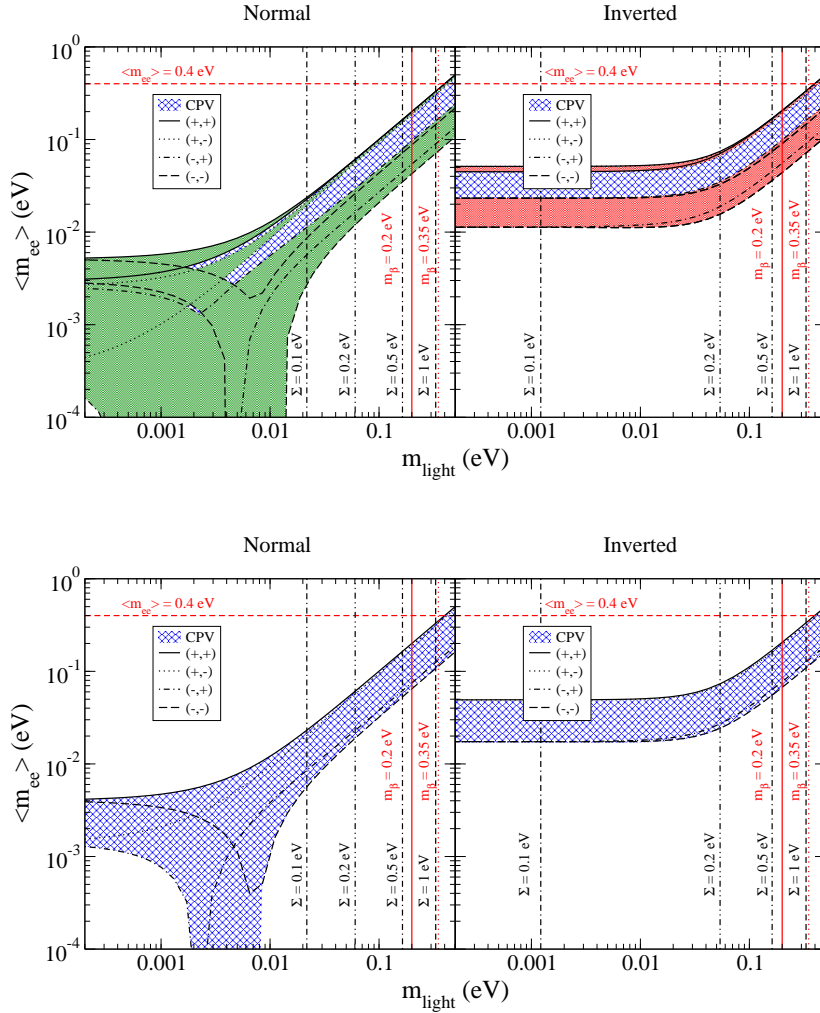 Normal Inverted
10^0
10^-1
10^-2
10^-3
10^-4
<m_ee> (eV)
<m_ee> = 0.4 eV <m_ee> = 0.4 eV
CPV
(+,+)
(+,-)
(-,+)
(-,-)
CPV
(+,+)
(+,-)
(-,+)
(-,-)
Σ = 0.1 eV
Σ = 0.2 eV
Σ = 0.5 eV
m_β = 0.2 eV
m_β = 0.35 eV
Σ = 1 eV
Σ = 0.1 eV
Σ = 0.2 eV
m_β = 0.2 eV
Σ = 0.5 eV
m_β = 0.35 eV
Σ = 1 eV
0.001 0.01 0.1 0.001 0.01 0.1
m_light (eV)
Normal Inverted
10^0
10^-1
10^-2
10^-3
10^-4
<m_ee> (eV)
<m_ee> = 0.4 eV <m_ee> = 0.4 eV
CPV
(+,+)
(+,-)
(-,+)
(-,-)
CPV
(+,+)
(+,-)
(-,+)
(-,-)
Σ = 0.1 eV
Σ = 0.2 eV
Σ = 0.5 eV
m_β = 0.2 eV
m_β = 0.35 eV
Σ = 1 eV
Σ = 0.1 eV
Σ = 0.2 eV
m_β = 0.2 eV
Σ = 0.5 eV
m_β = 0.35 eV
Σ = 1 eV
0.001 0.01 0.1 0.001 0.01 0.1
m_light (eV)